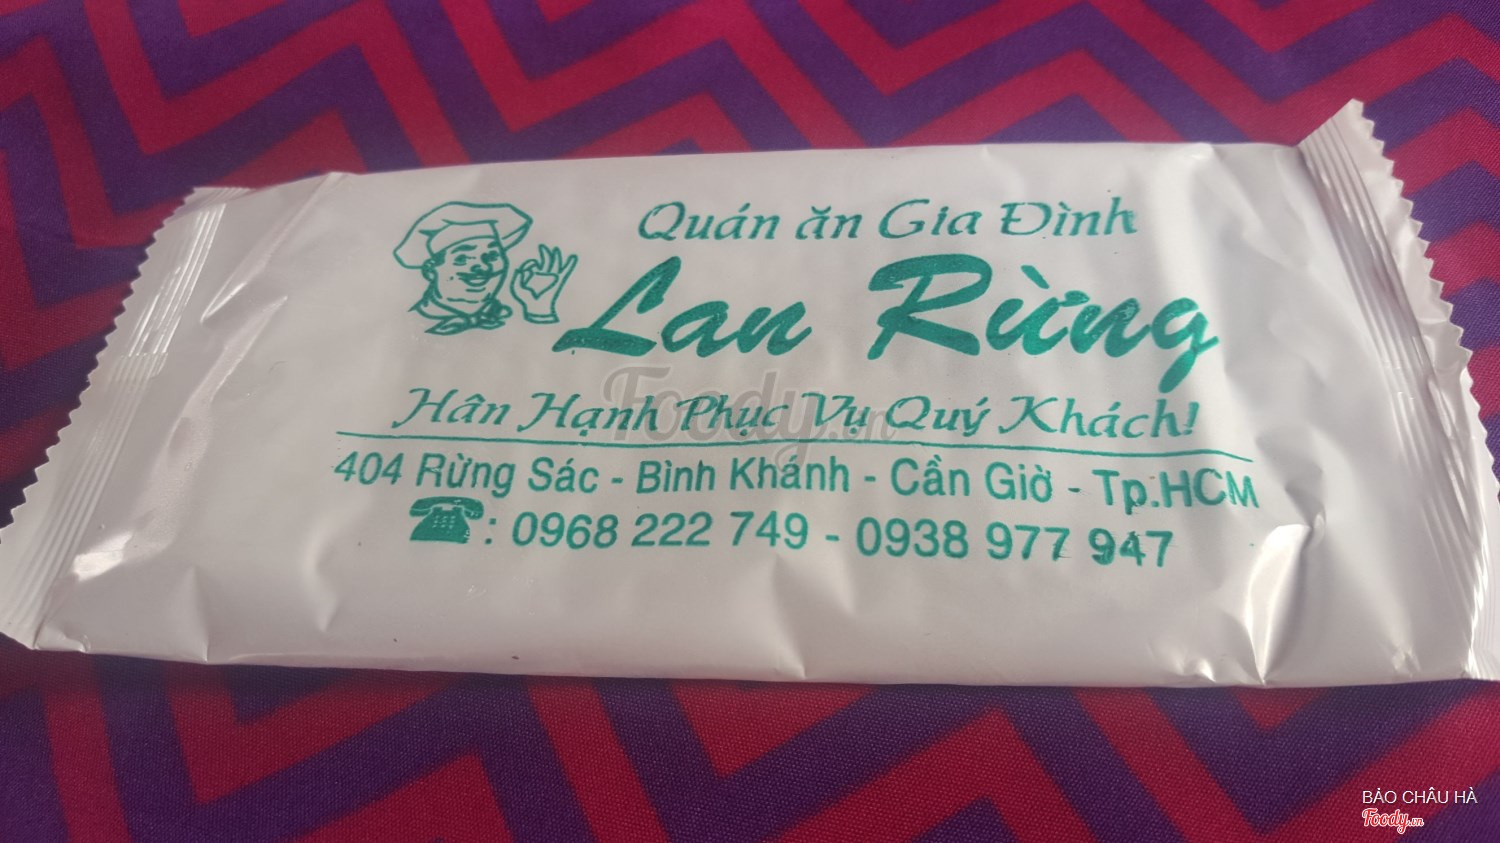 Quán ăn Gia Đình
Lan Rừng
Hân Hạnh Phục Vụ Quý Khách!
Foody.vn
404 Rừng Sác - Bình Khánh - Cần Giờ - Tp.HCM
: 0968 222 749 - 0938 977 947
BẢO CHÂU HÀ
Foody.vn